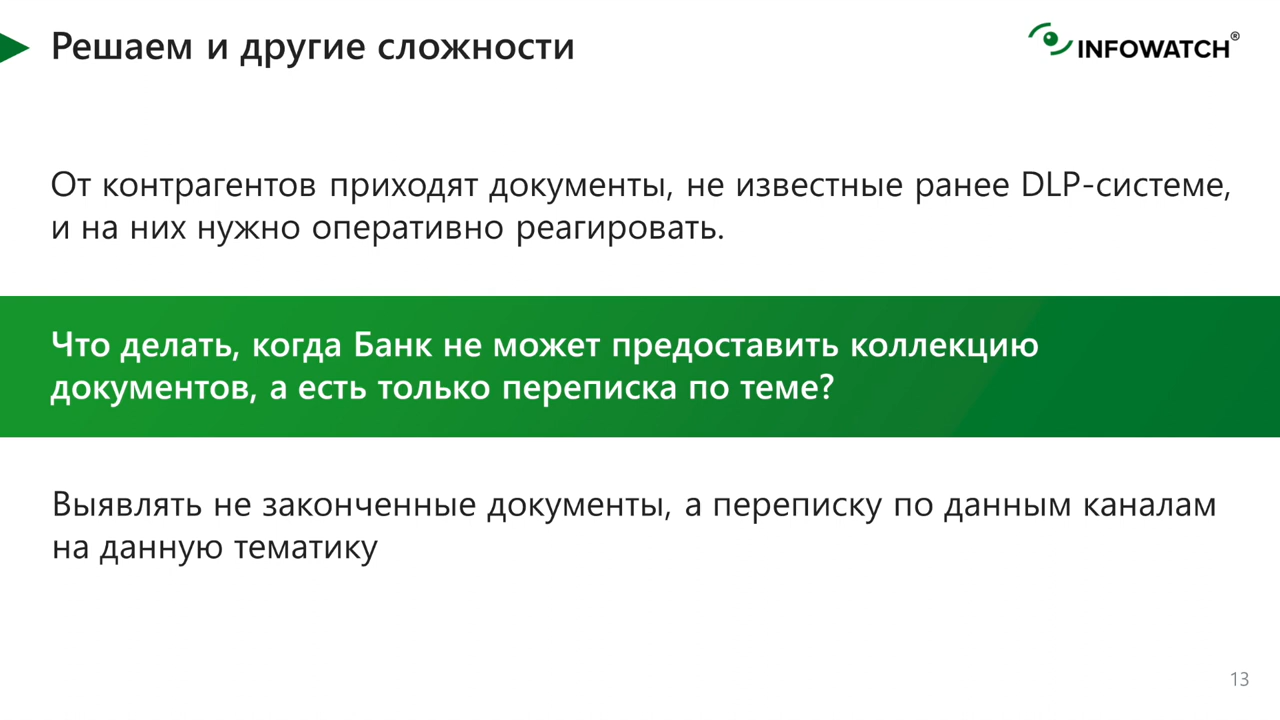 Решаем и другие сложности
INFOWATCH®
От контрагентов приходят документы, не известные ранее DLP-системе,
и на них нужно оперативно реагировать.
Что делать, когда Банк не может предоставить коллекцию
документов, а есть только переписка по теме?
Выявлять не законченные документы, а переписку по данным каналам
на данную тематику
13